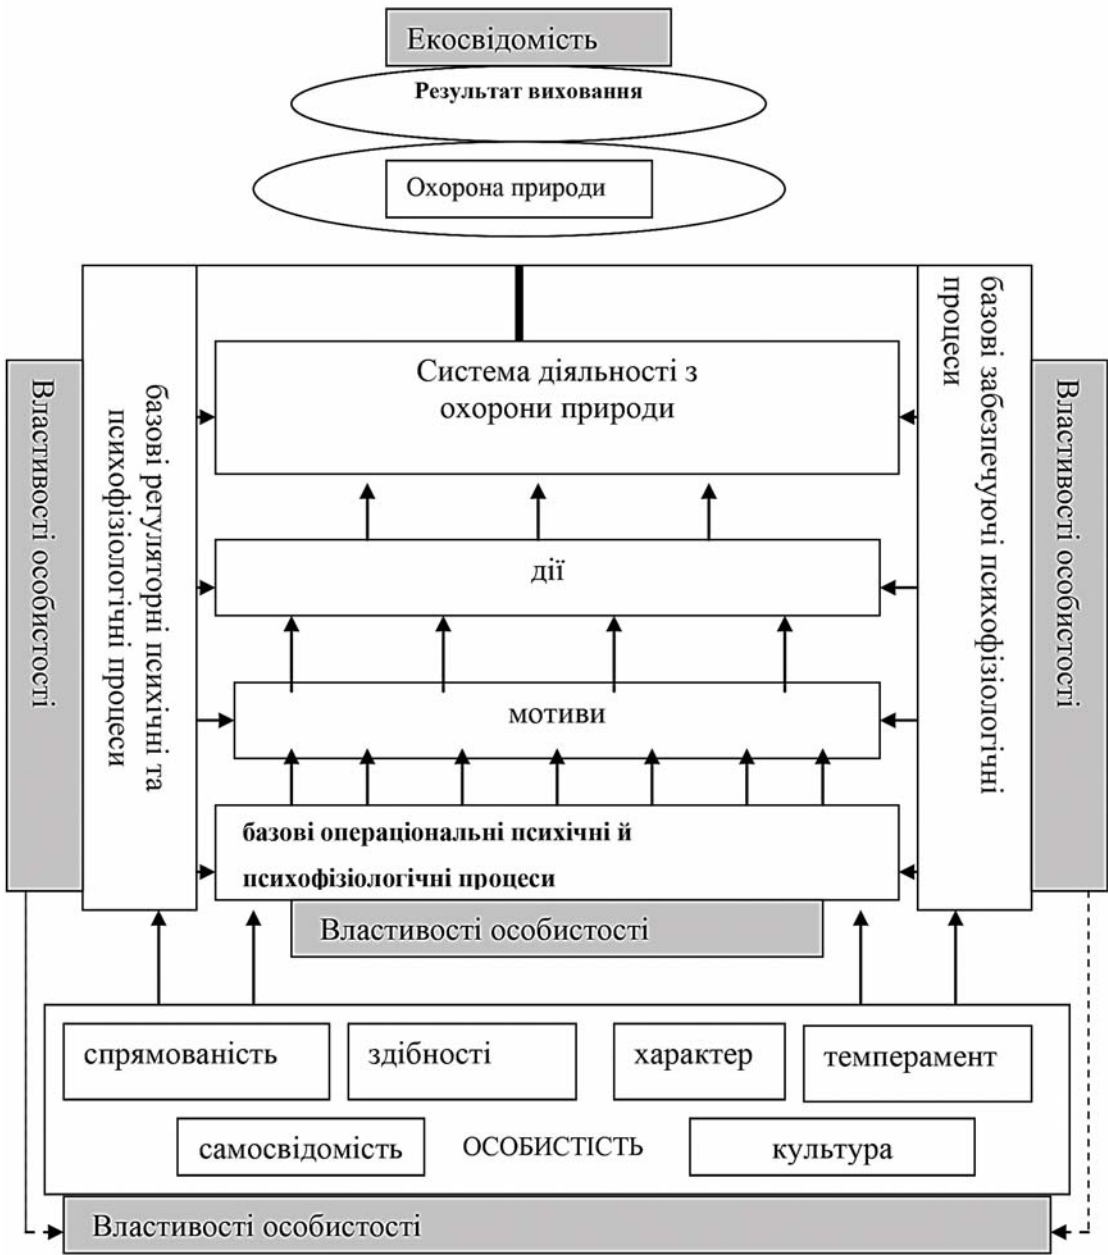 Екосвідомість
Результат виховання
Охорона природи
Система діяльності з
охорони природи
дії
мотиви
базові операціональні психічні й
психофізіологічні процеси
Властивості особистості
Властивості особистості
базові регуляторні психічні та
психофізіологічні процеси
базові забезпечуючі психофізіологічні
процеси
Властивості особистості
спрямованість
здібності
характер
темперамент
самосвідомість
ОСОБИСТІСТЬ
культура
Властивості особистості